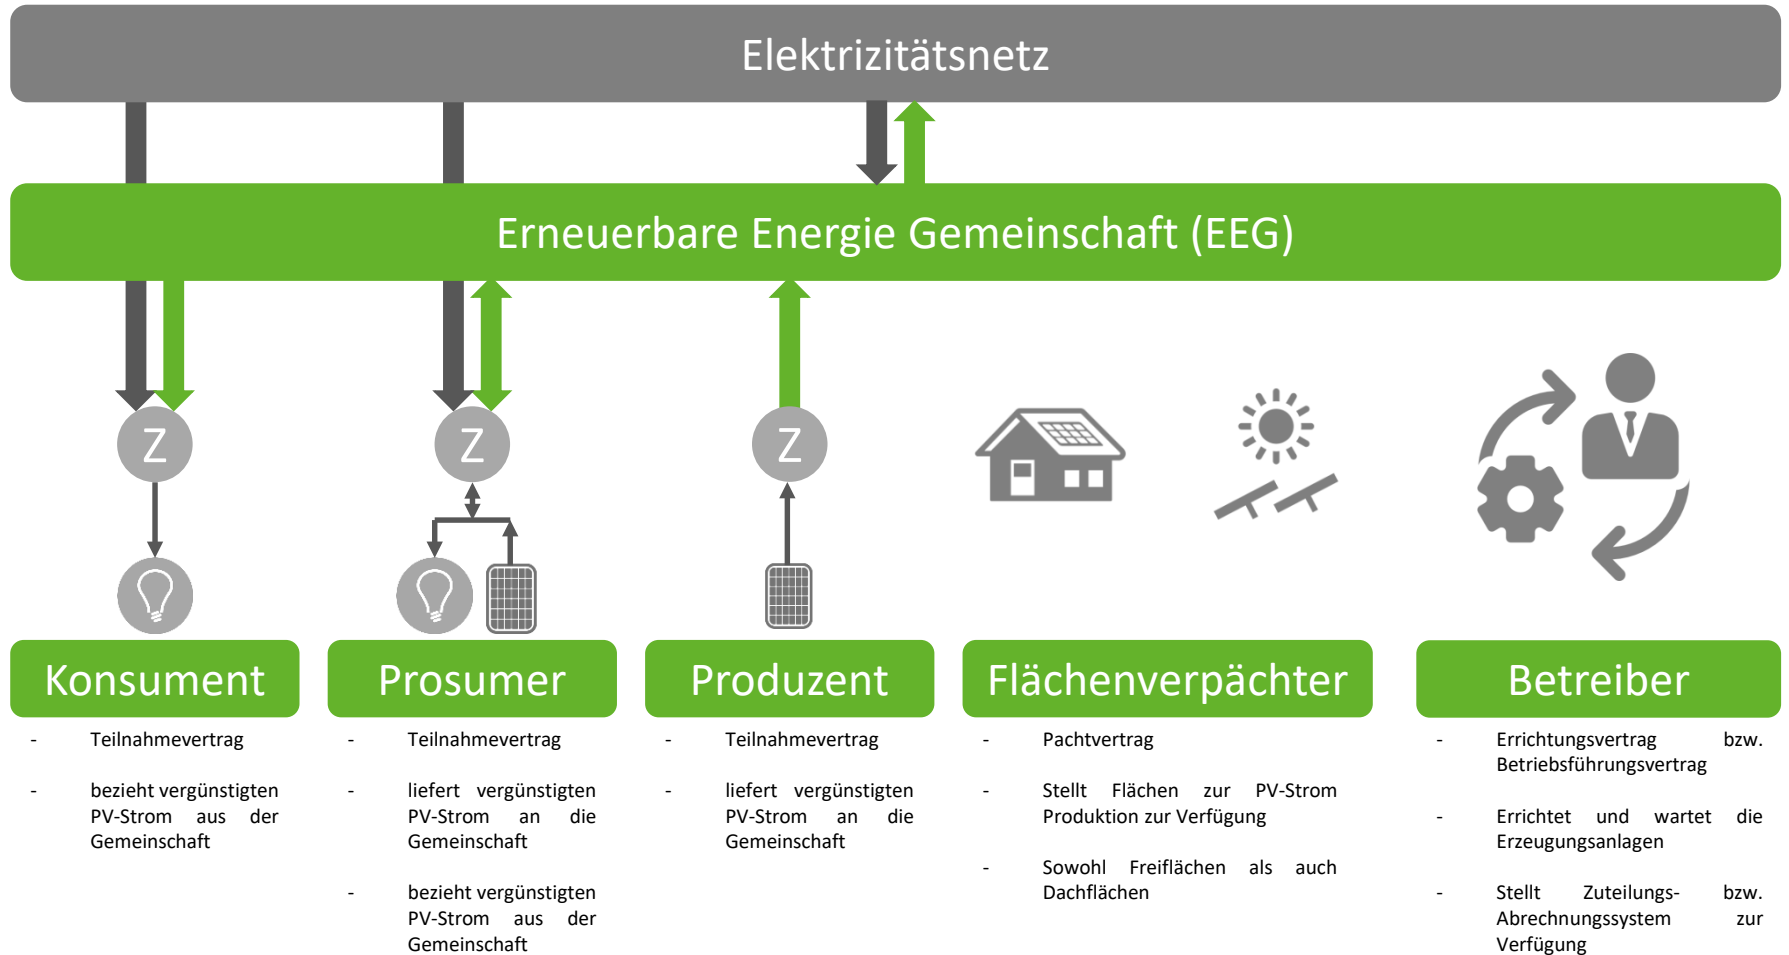 Elektrizitätsnetz
Erneuerbare Energie Gemeinschaft (EEG)
Z
Z
Z
Konsument
- Teilnahmevertrag
- bezieht vergünstigten
PV-Strom aus der
Gemeinschaft
Prosumer
- Teilnahmevertrag
- liefert vergünstigten
PV-Strom an die
Gemeinschaft
- bezieht vergünstigten
PV-Strom aus der
Gemeinschaft
Produzent
- Teilnahmevertrag
- liefert vergünstigten
PV-Strom an die
Gemeinschaft
Flächenverpächter
- Pachtvertrag
- Stellt Flächen zur PV-Strom
Produktion zur Verfügung
- Sowohl Freiflächen als auch
Dachflächen
Betreiber
- Errichtungsvertrag bzw.
Betriebsführungsvertrag
- Errichtet und wartet die
Erzeugungsanlagen
- Stellt Zuteilungs- bzw.
Abrechnungssystem zur
Verfügung